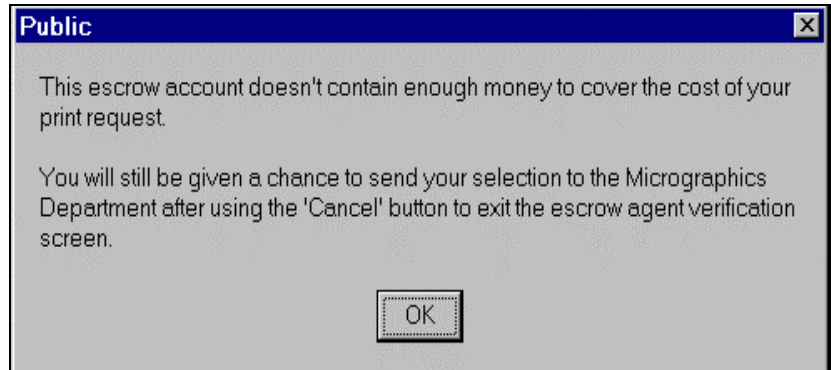 Public
This escrow account doesn't contain enough money to cover the cost of your
print request.
You will still be given a chance to send your selection to the Micrographics
Department after using the 'Cancel' button to exit the escrow agent verification
screen.
OK